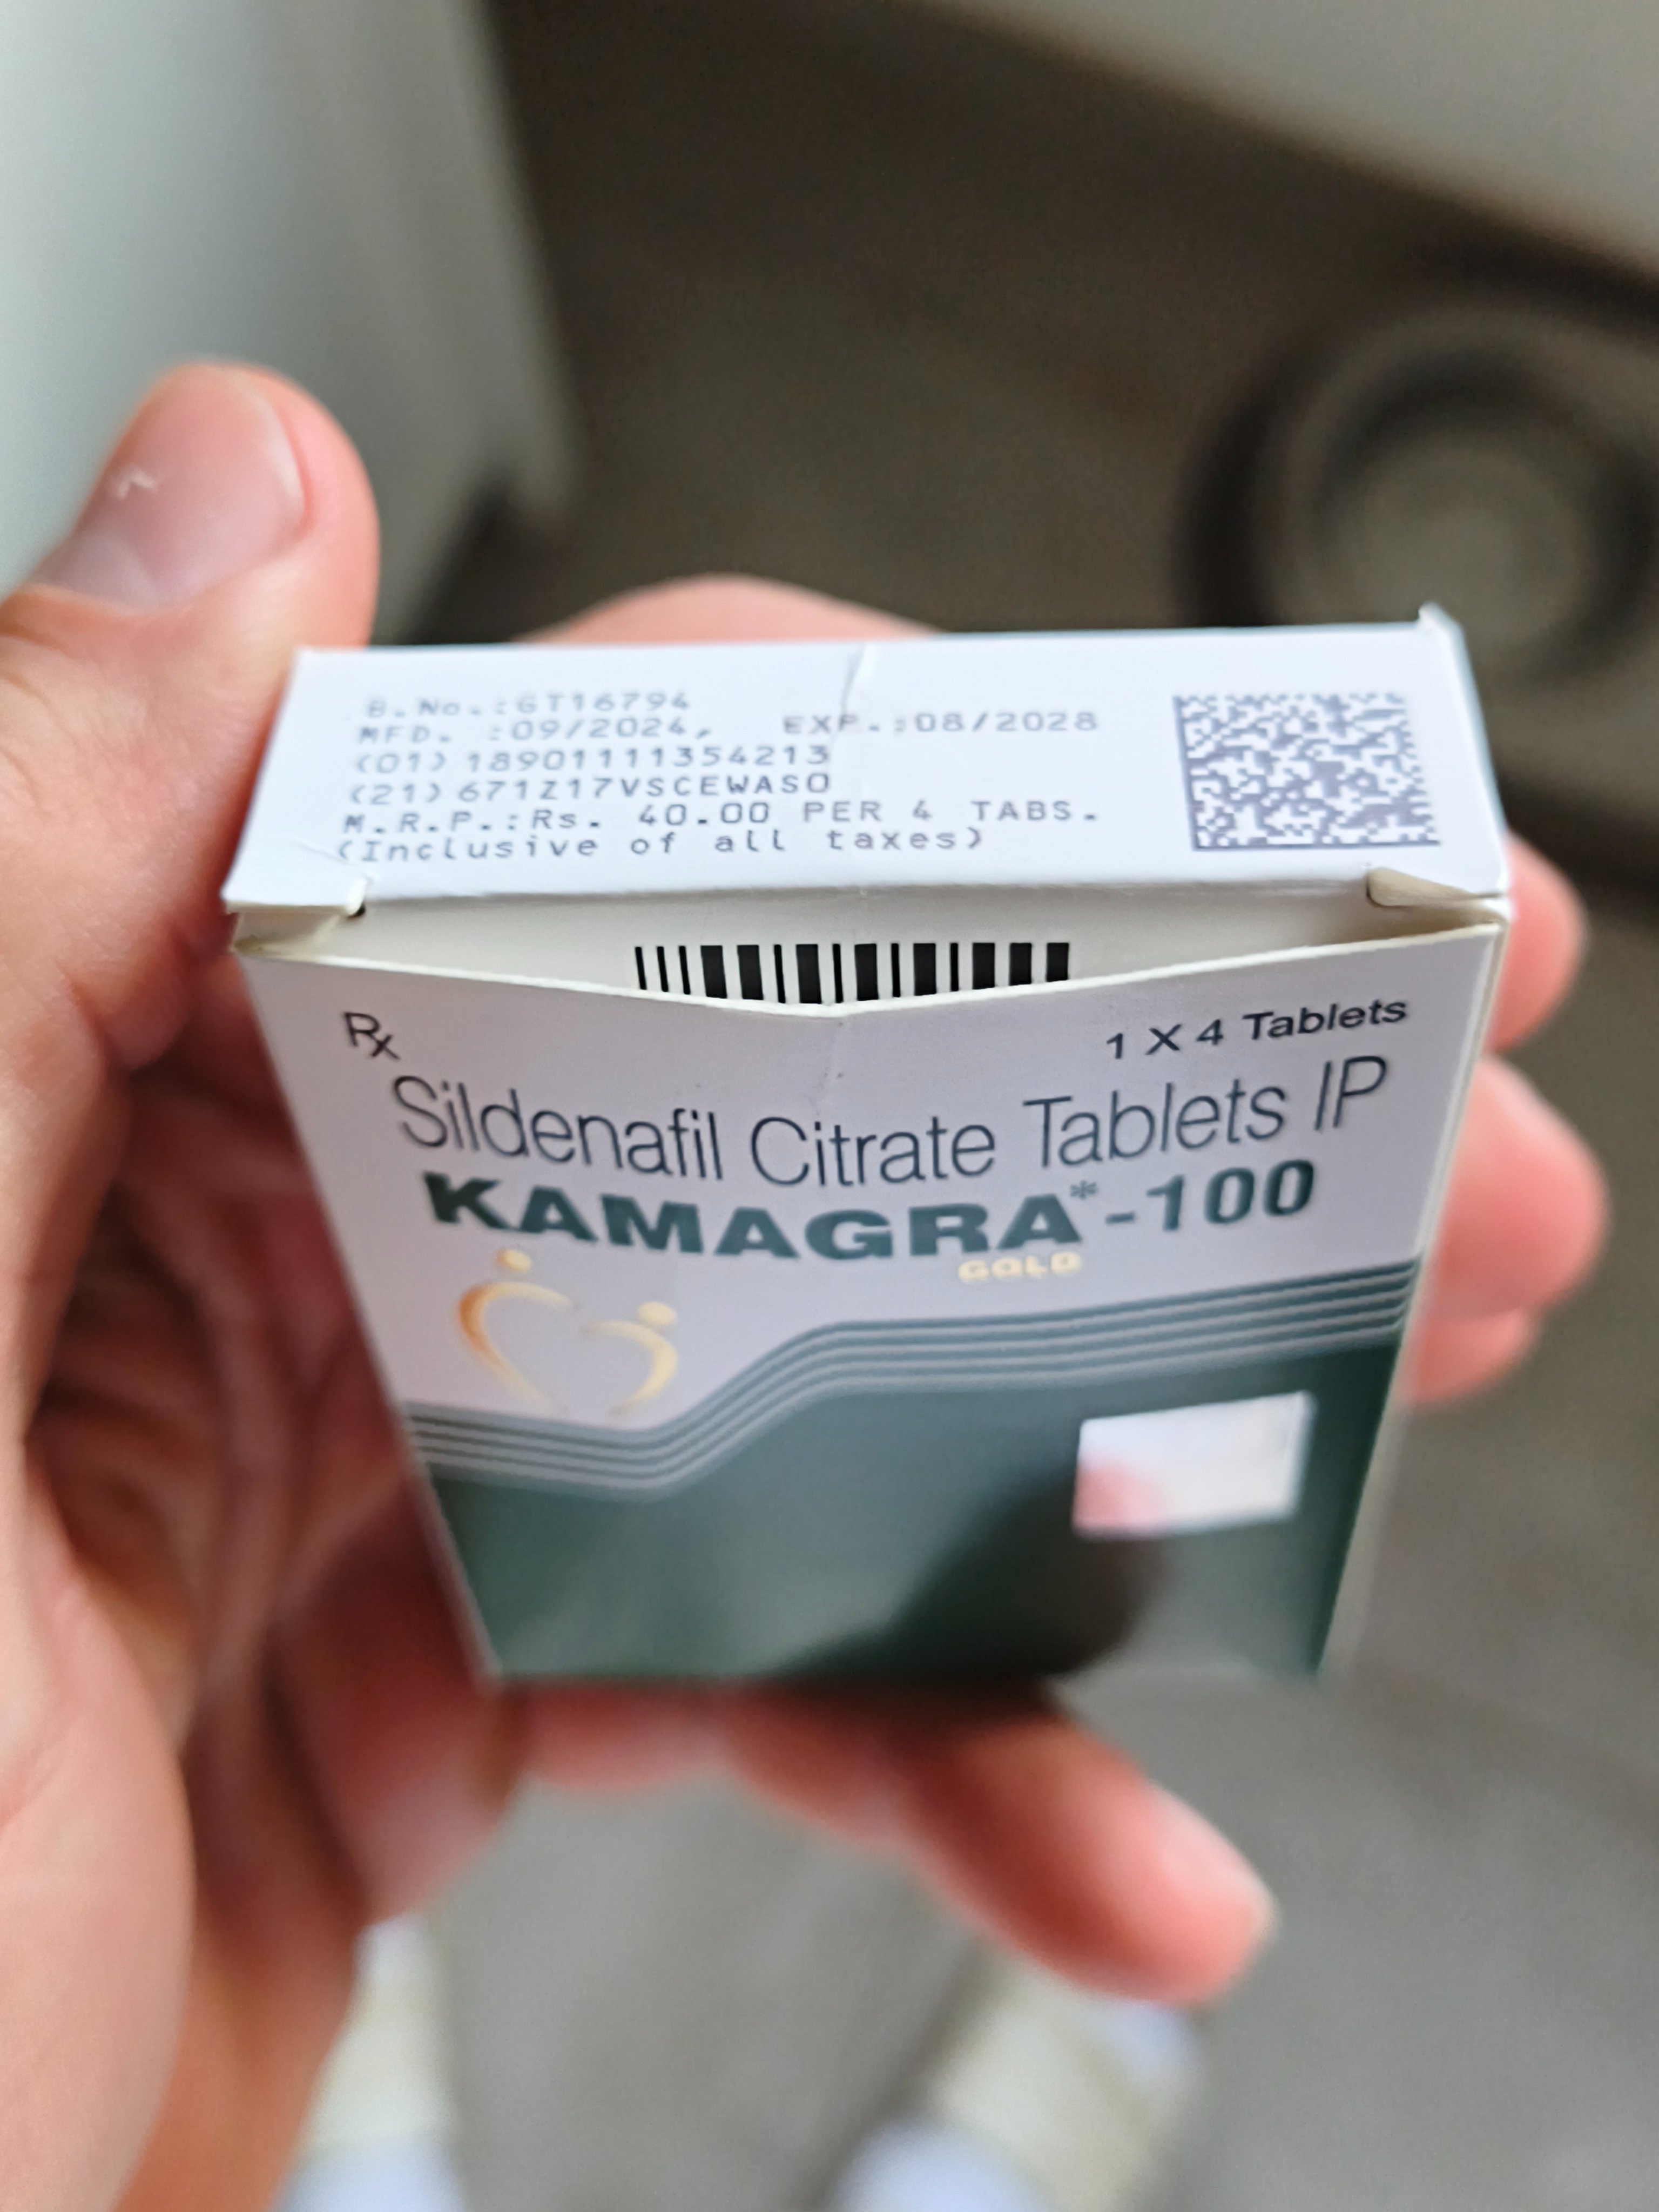 B.No.:GT16794
MFD. :09/2024, EXP.:08/2028
(01)18901111354213
(21)671Z17VSCEWASO
M.R.P.:Rs. 40.00 PER 4 TABS.
(Inclusive of all taxes)
Rx
1 X 4 Tablets
Sildenafil Citrate Tablets IP
KAMAGRA*-100
GOLD